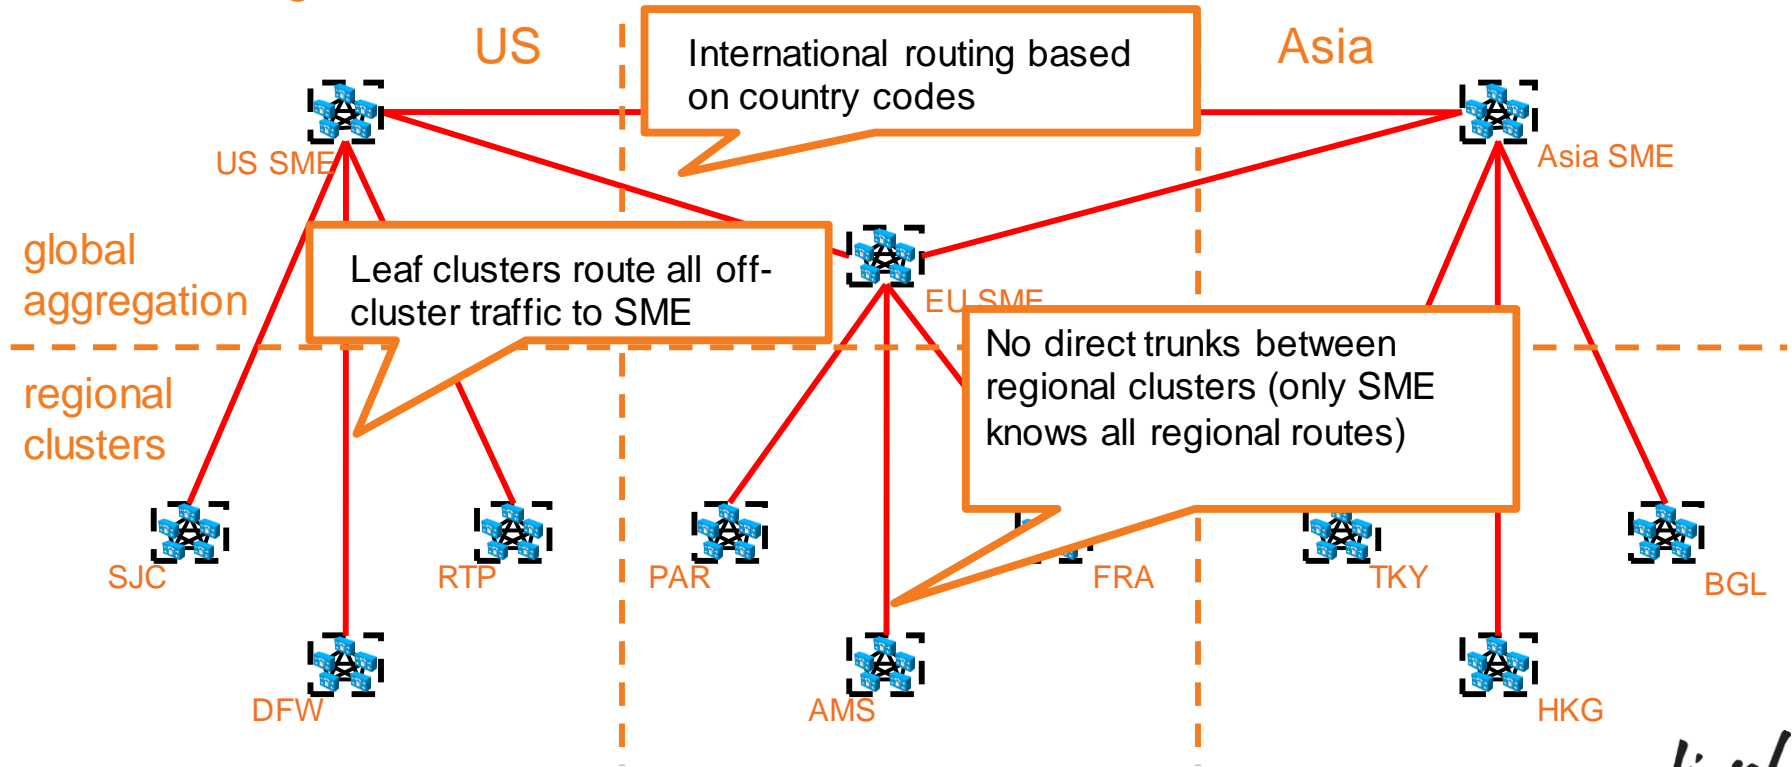 US
Asia
International routing based
on country codes
US SME
Asia SME
global
aggregation
Leaf clusters route all off-
cluster traffic to SME
EU SME
No direct trunks between
regional clusters (only SME
knows all regional routes)
regional
clusters
SJC
RTP
PAR
FRA
TKY
BGL
DFW
AMS
HKG